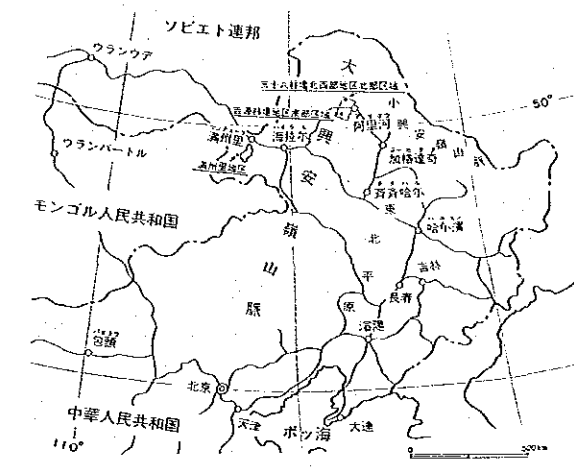 ソビエト連邦
ウランウデ
大
小
50°
満州里
海拉尔
興
阿里河
興
安
嶺
山
脈
ウランバートル
加格達奇
満州里地区
安
斉斉哈尔
モンゴル人民共和国
嶺
東
哈尔濱
北
山
平
吉林
脈
原
長春
瀋陽
包頭
北京
中華人民共和国
天津
ボッ海
大連
110°
500km